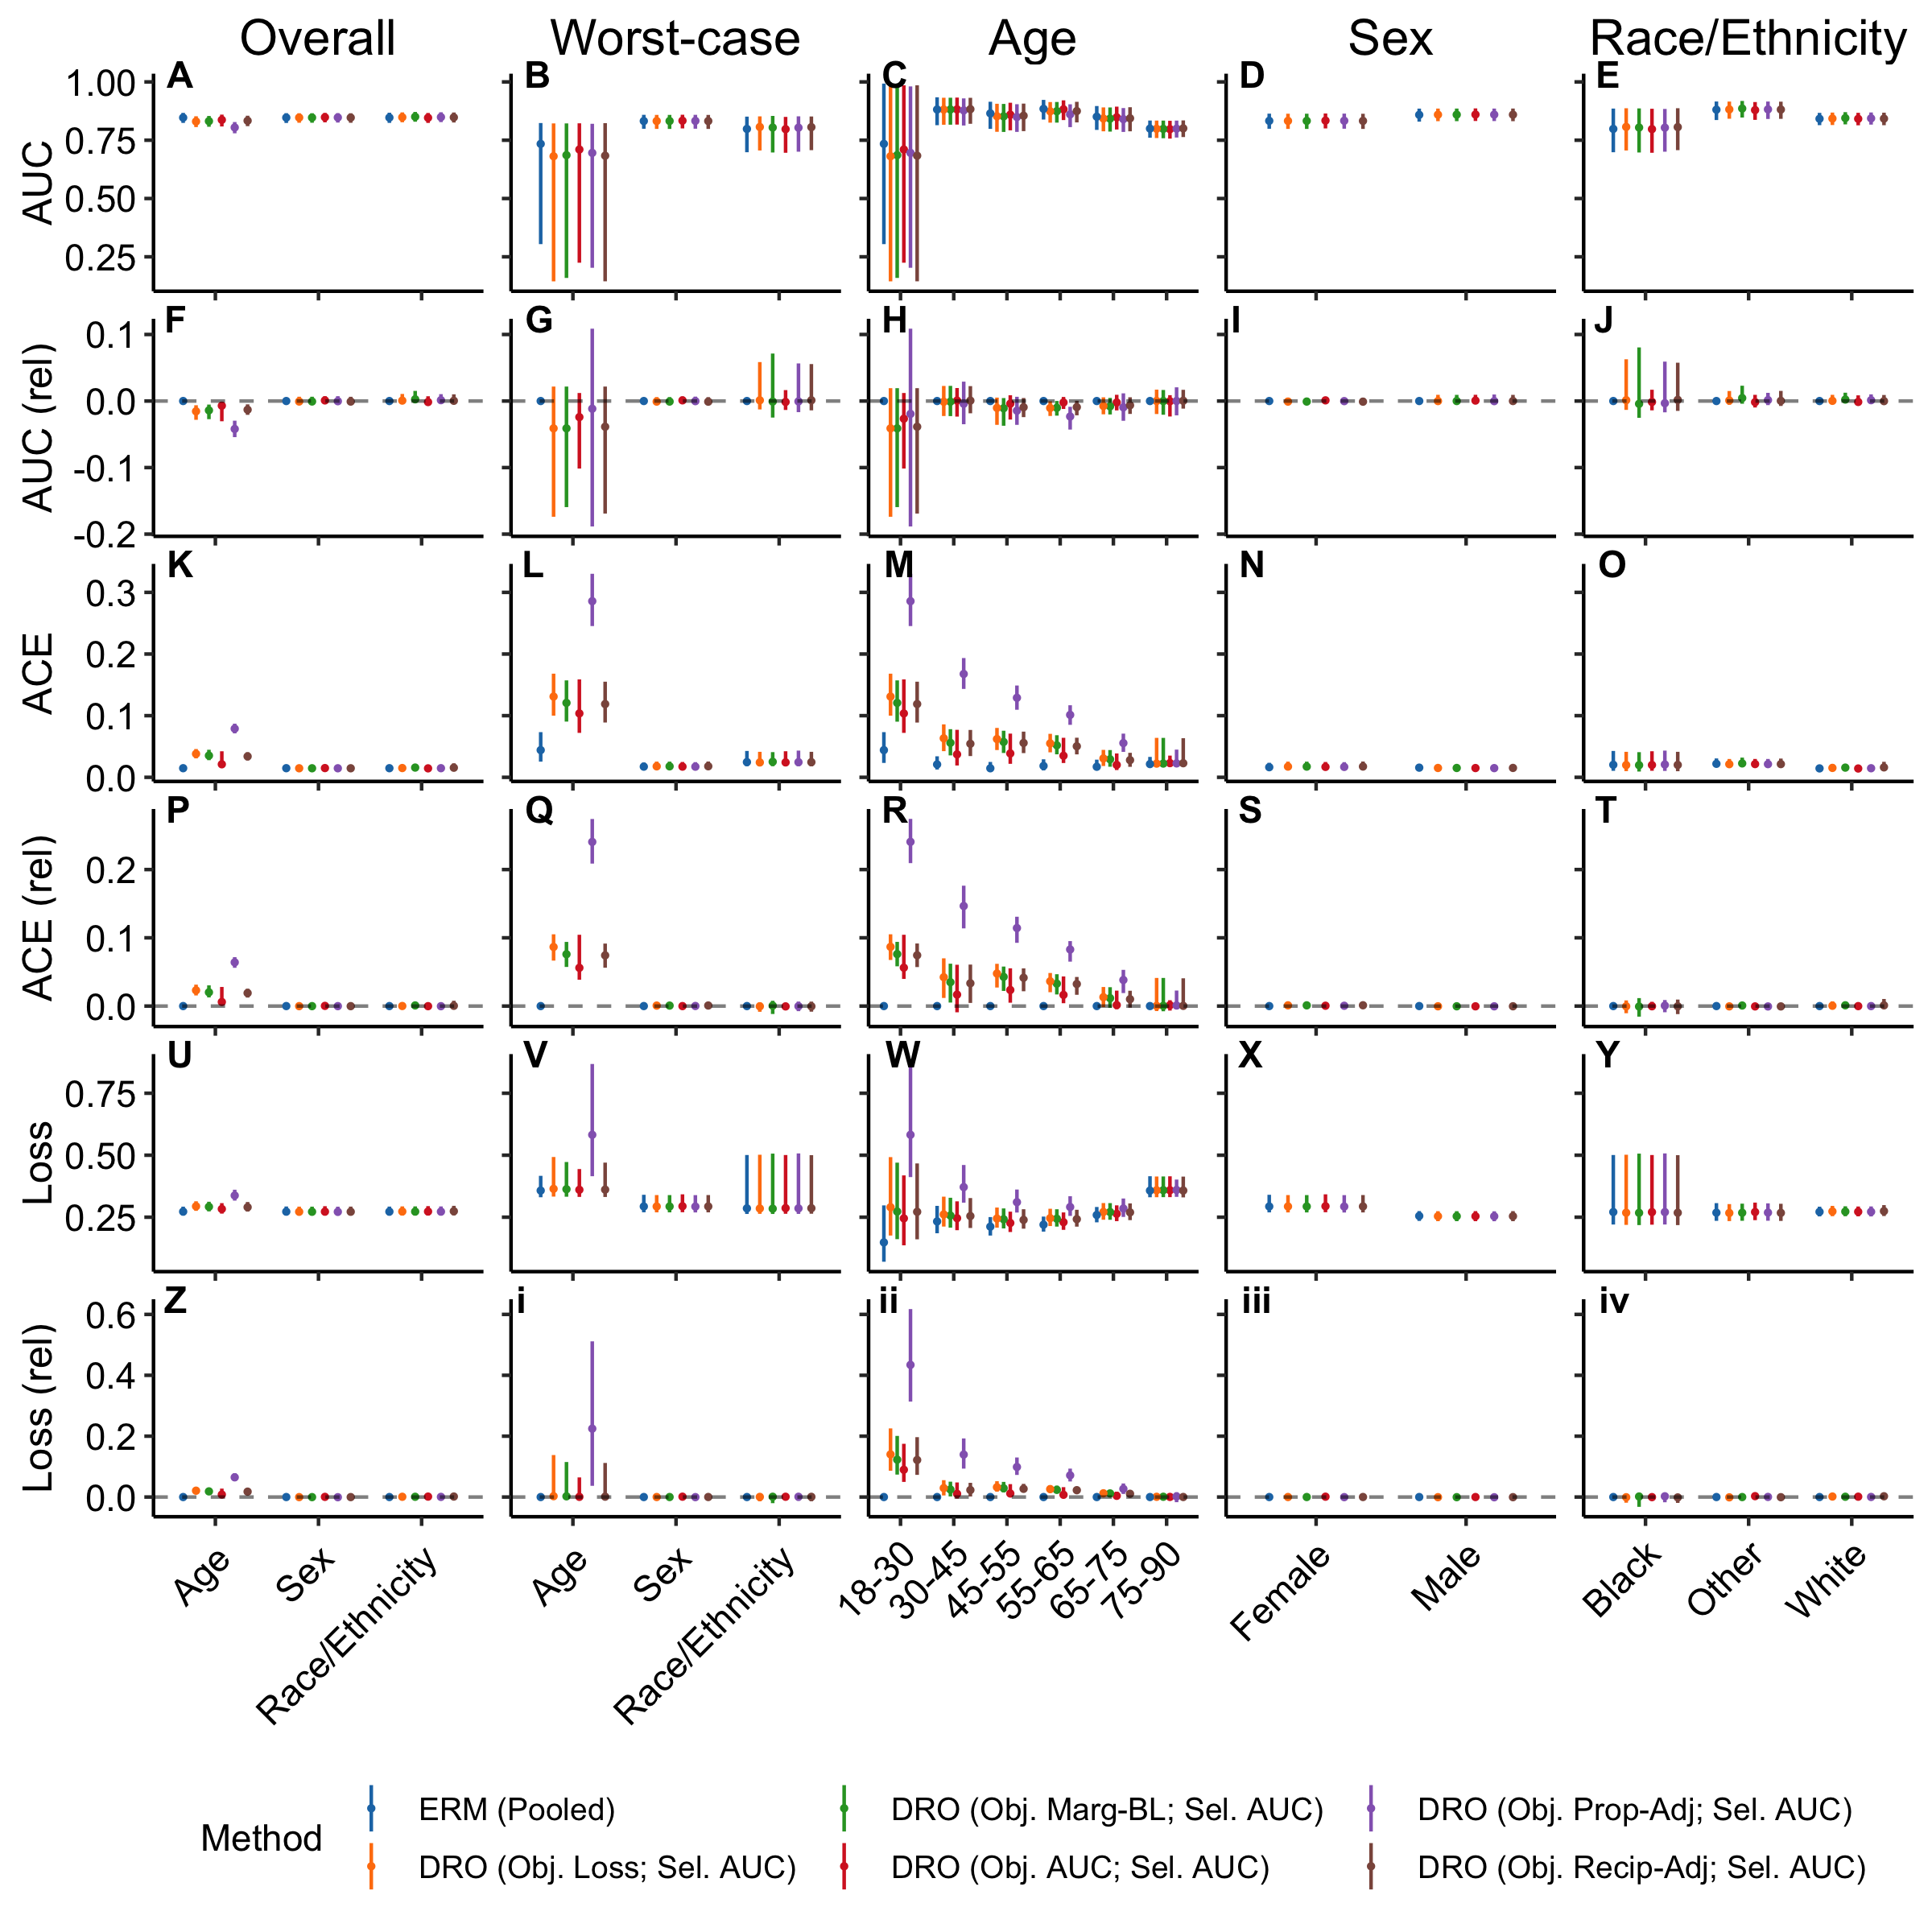 Overall Worst-case Age Sex Race/Ethnicity
A B C D E
AUC
1.00
0.75
0.50
0.25
F G H I J
AUC (rel)
0.1
0.0
-0.1
-0.2
K L M N O
ACE
0.3
0.2
0.1
0.0
P Q R S T
ACE (rel)
0.2
0.1
0.0
U V W X Y
Loss
0.75
0.50
0.25
Z i ii iii iv
Loss (rel)
0.6
0.4
0.2
0.0
Age Sex Race/Ethnicity Age Sex Race/Ethnicity 18-30 30-45 45-55 55-65 65-75 75-90 Female Male Black Other White
Method
ERM (Pooled) DRO (Obj. Marg-BL; Sel. AUC) DRO (Obj. Prop-Adj; Sel. AUC)
DRO (Obj. Loss; Sel. AUC) DRO (Obj. AUC; Sel. AUC) DRO (Obj. Recip-Adj; Sel. AUC)